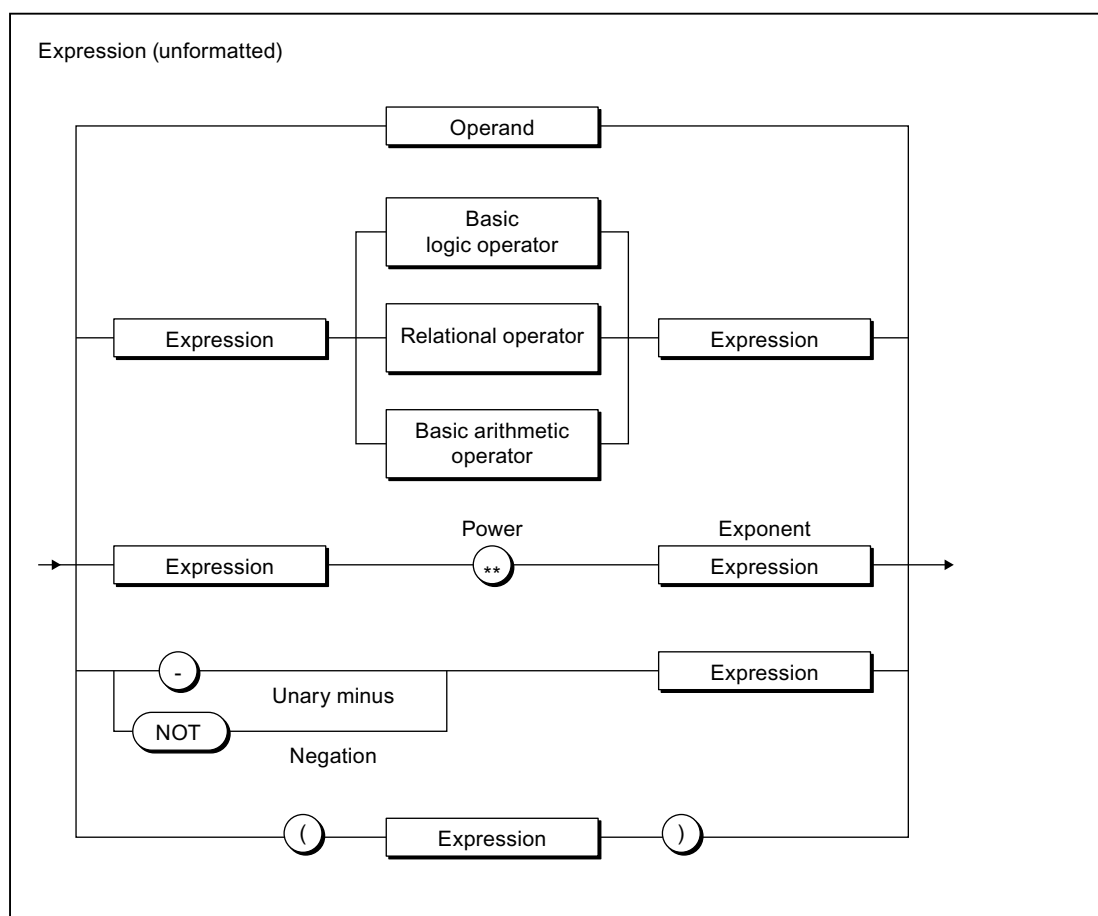 Expression (unformatted)
Operand
Basic
logic operator
Expression
Relational operator
Expression
Basic arithmetic
operator
Power
Exponent
Expression
**
Expression
-
Expression
Unary minus
NOT
Negation
(
Expression
)